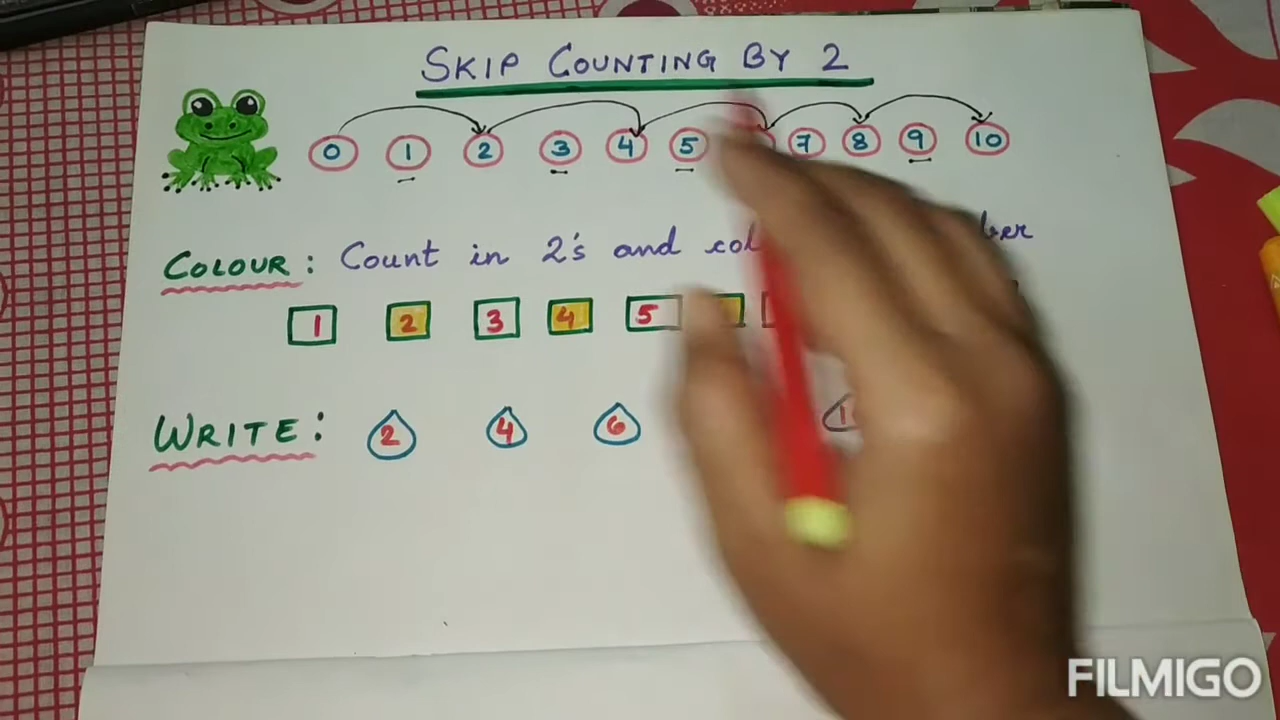 SKIP COUNTING BY 2
0 1 2 3 4 5 7 8 9 10
COLOUR: Count in 2's and
1 2 3 4 5
WRITE: 2 4 6
FILMIGO